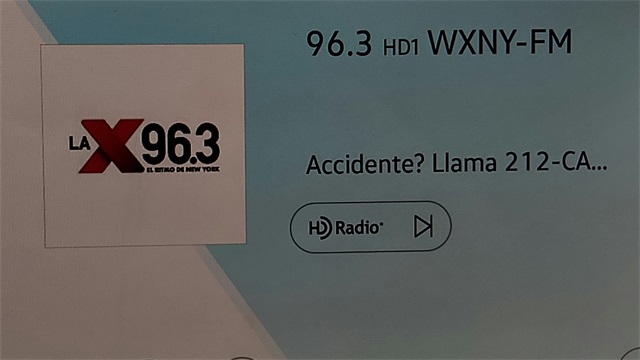 96.3 HD1 WXNY-FM
LA X 96.3
EL RITMO DE NEW YORK
Accidente? Llama 212-CA...
HD Radio®